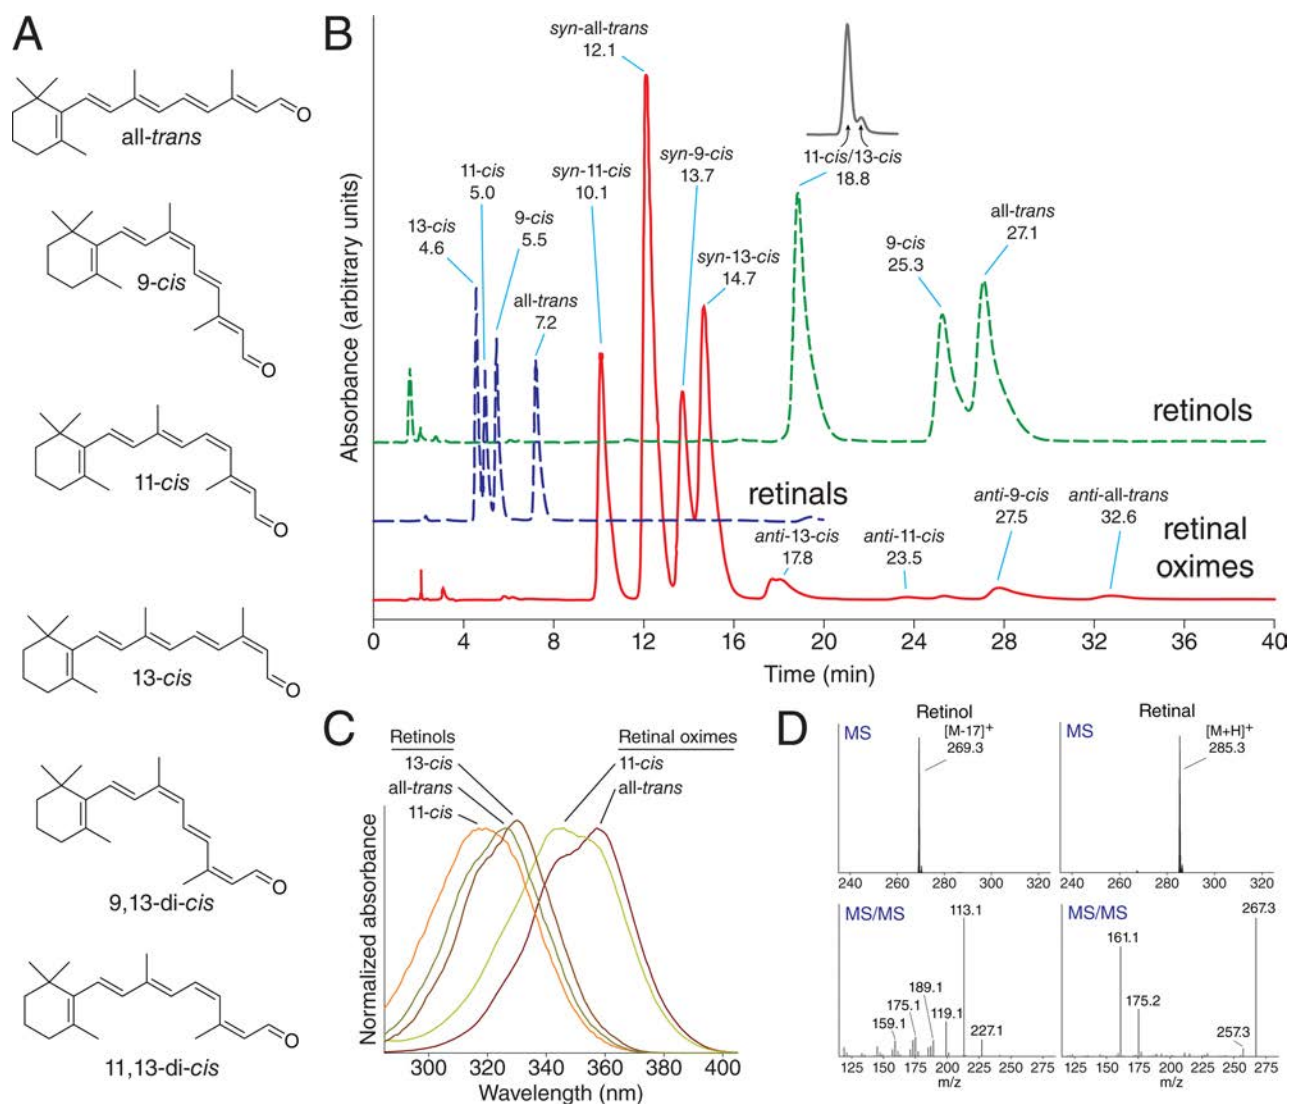 A
all-trans
O
9-cis
O
11-cis
O
13-cis
O
9,13-di-cis
O
11,13-di-cis
O
B
Absorbance (arbitrary units)
13-cis
4.6
11-cis
5.0
9-cis
5.5
all-trans
7.2
syn-11-cis
10.1
syn-all-trans
12.1
syn-9-cis
13.7
syn-13-cis
14.7
11-cis/13-cis
18.8
9-cis
25.3
all-trans
27.1
retinols
retinals
anti-13-cis
17.8
anti-11-cis
23.5
anti-9-cis
27.5
anti-all-trans
32.6
retinal
oximes
0 4 8 12 16 20 24 28 32 36 40
Time (min)
C
Retinols
13-cis
all-trans
11-cis
Retinal oximes
11-cis
all-trans
Normalized absorbance
300 320 340 360 380 400
Wavelength (nm)
D
Retinol
MS
[M-17]+
269.3
240 260 280 300 320
Retinal
MS
[M+H]+
285.3
240 260 280 300 320
MS/MS
113.1
189.1
175.1
159.1
119.1
227.1
125 150 175 200 225 250 275
m/z
MS/MS
267.3
161.1
175.2
257.3
125 150 175 200 225 250 275
m/z